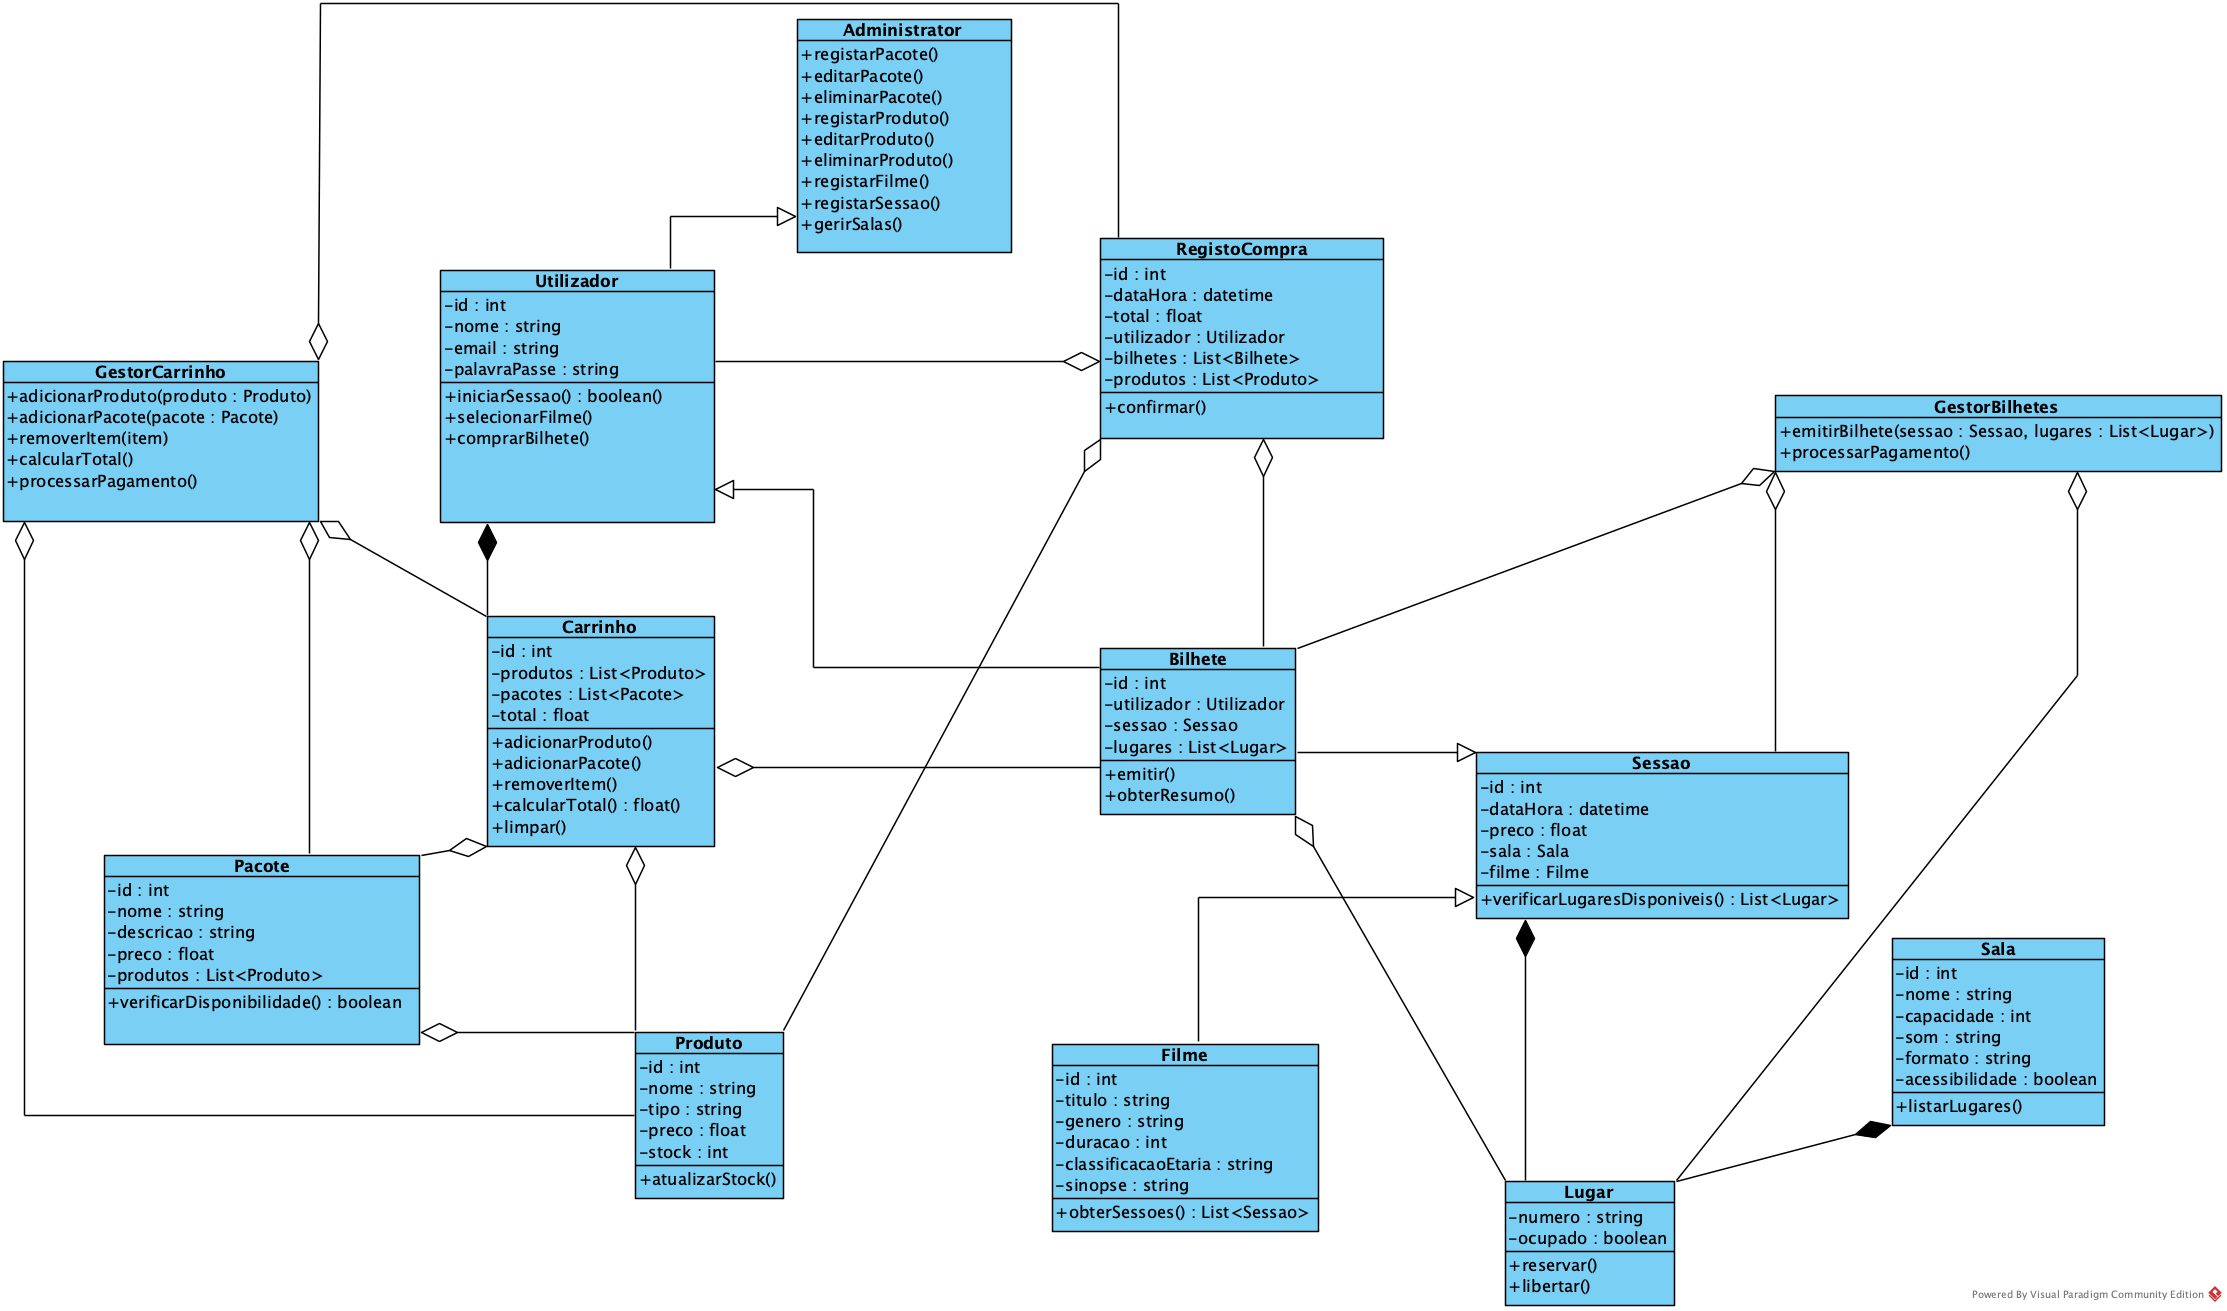 Administrator
+registarPacote()
+editarPacote()
+eliminarPacote()
+registarProduto()
+editarProduto()
+eliminarProduto()
+registarFilme()
+registarSessao()
+gerirSalas()
Utilizador
-id : int
-nome : string
-email : string
-palavraPasse : string
+iniciarSessao() : boolean()
+selecionarFilme()
+comprarBilhete()
RegistoCompra
-id : int
-dataHora : datetime
-total : float
-utilizador : Utilizador
-bilhetes : List<Bilhete>
-produtos : List<Produto>
+confirmar()
GestorCarrinho
+adicionarProduto(produto : Produto)
+adicionarPacote(pacote : Pacote)
+removerItem(item)
+calcularTotal()
+processarPagamento()
GestorBilhetes
+emitirBilhete(sessao : Sessao, lugares : List<Lugar>)
+processarPagamento()
Carrinho
-id : int
-produtos : List<Produto>
-pacotes : List<Pacote>
-total : float
+adicionarProduto()
+adicionarPacote()
+removerItem()
+calcularTotal() : float()
+limpar()
Bilhete
-id : int
-utilizador : Utilizador
-sessao : Sessao
-lugares : List<Lugar>
+emitir()
+obterResumo()
Sessao
-id : int
-dataHora : datetime
-preco : float
-sala : Sala
-filme : Filme
+verificarLugaresDisponiveis() : List<Lugar>
Pacote
-id : int
-nome : string
-descricao : string
-preco : float
-produtos : List<Produto>
+verificarDisponibilidade() : boolean
Sala
-id : int
-nome : string
-capacidade : int
-som : string
-formato : string
-acessibilidade : boolean
+listarLugares()
Produto
-id : int
-nome : string
-tipo : string
-preco : float
-stock : int
+atualizarStock()
Filme
-id : int
-titulo : string
-genero : string
-duracao : int
-classificacaoEtaria : string
-sinopse : string
+obterSessoes() : List<Sessao>
Lugar
-numero : string
-ocupado : boolean
+reservar()
+libertar()
Powered By Visual Paradigm Community Edition